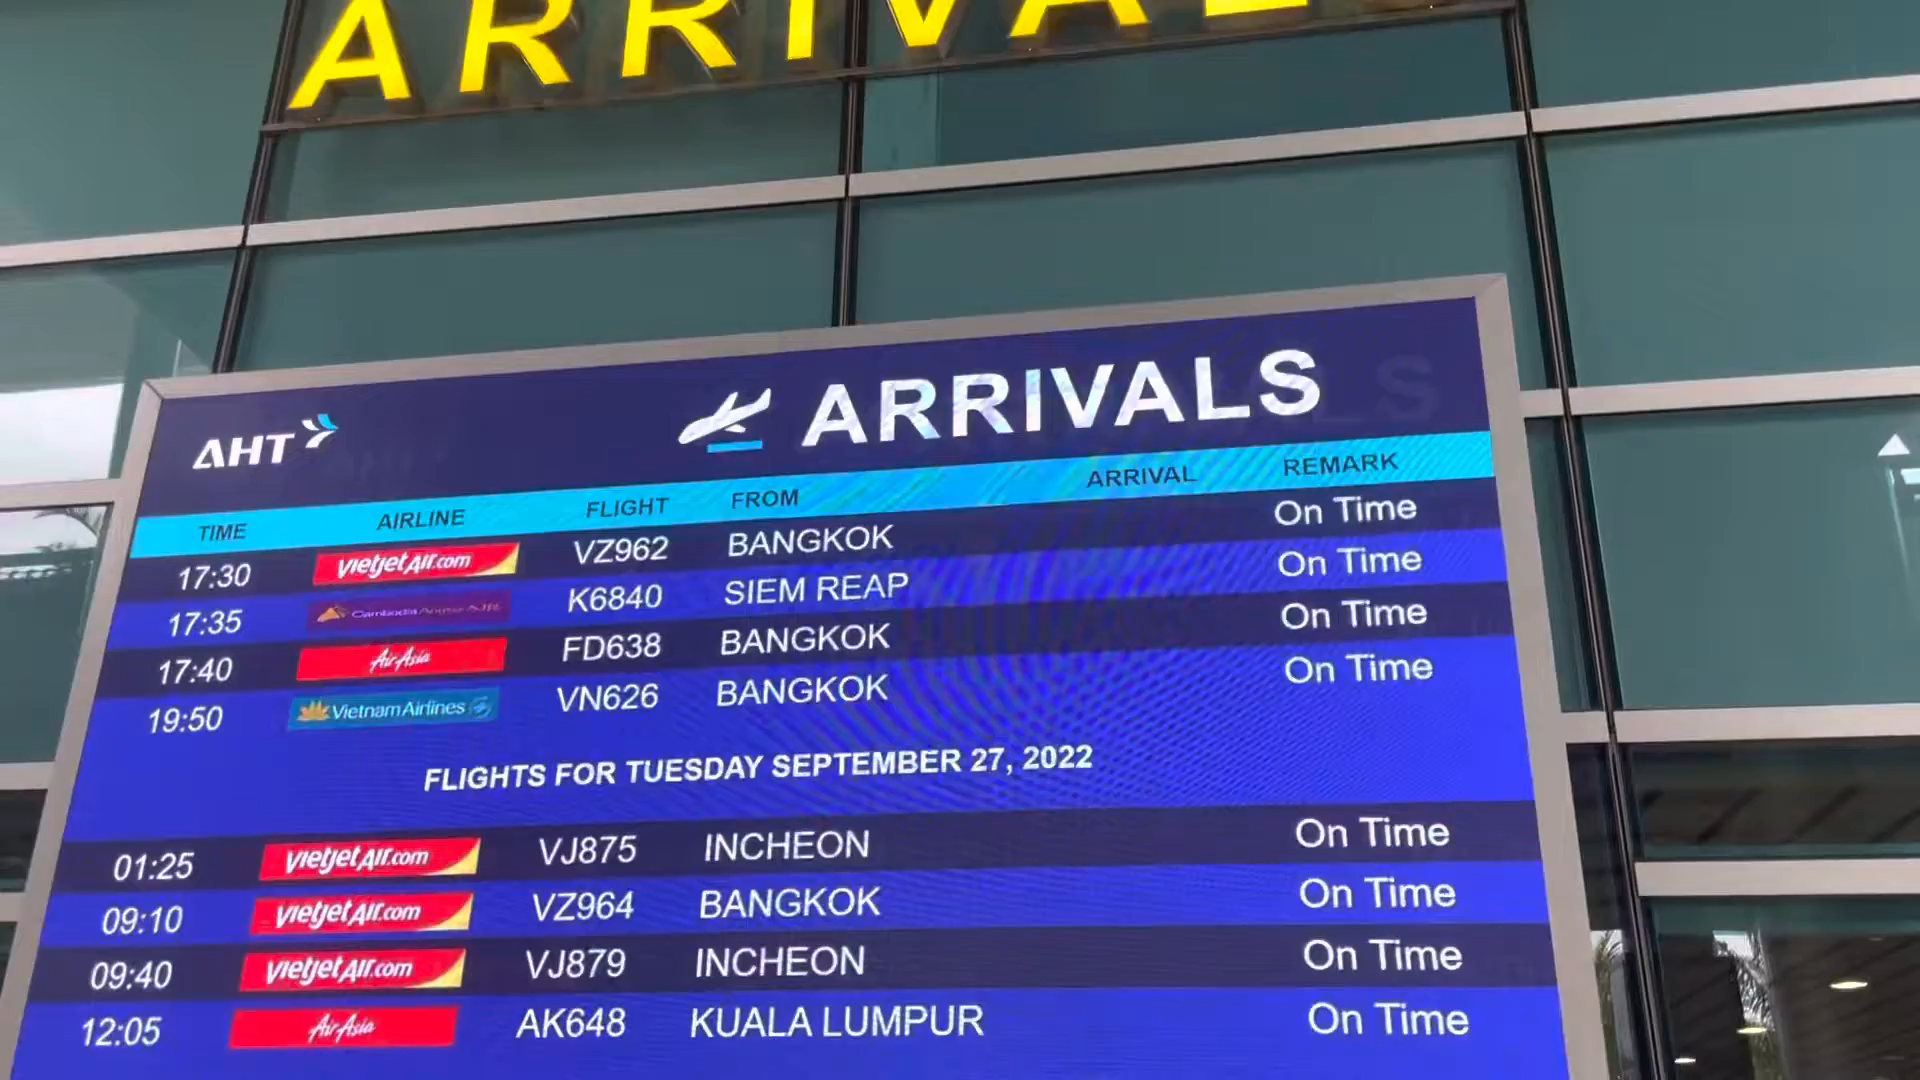 ARRIVAL
AHT ARRIVALS
TIME AIRLINE FLIGHT FROM ARRIVAL REMARK
17:30 vietjetAir.com VZ962 BANGKOK On Time
17:35 Cambodia Angkor AIR K6840 SIEM REAP On Time
17:40 AirAsia FD638 BANGKOK On Time
19:50 Vietnam Airlines VN626 BANGKOK On Time
FLIGHTS FOR TUESDAY SEPTEMBER 27, 2022
01:25 vietjetAir.com VJ875 INCHEON On Time
09:10 vietjetAir.com VZ964 BANGKOK On Time
09:40 vietjetAir.com VJ879 INCHEON On Time
12:05 AirAsia AK648 KUALA LUMPUR On Time